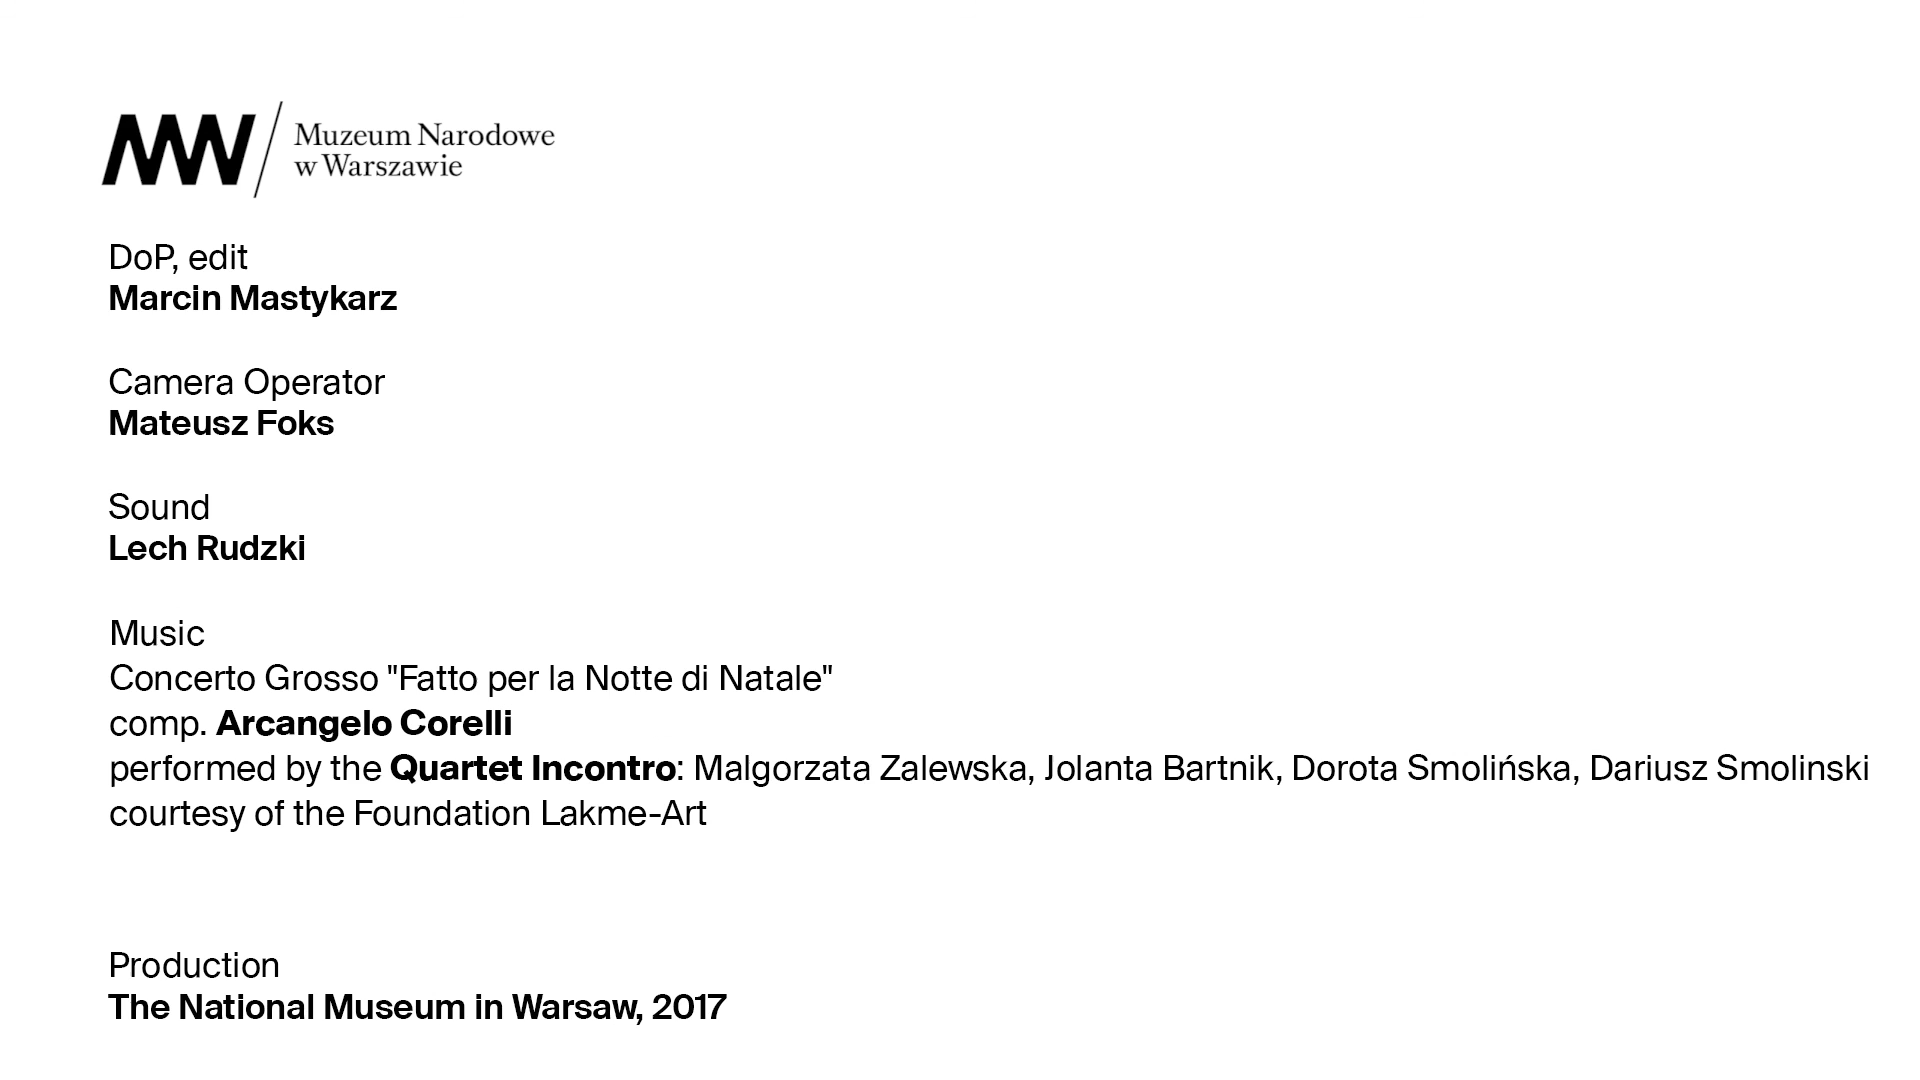 MNW
Muzeum Narodowe
w Warszawie
DoP, edit
Marcin Mastykarz
Camera Operator
Mateusz Foks
Sound
Lech Rudzki
Music
Concerto Grosso "Fatto per la Notte di Natale"
comp. Arcangelo Corelli
performed by the Quartet Incontro: Malgorzata Zalewska, Jolanta Bartnik, Dorota Smolińska, Dariusz Smolinski
courtesy of the Foundation Lakme-Art
Production
The National Museum in Warsaw, 2017